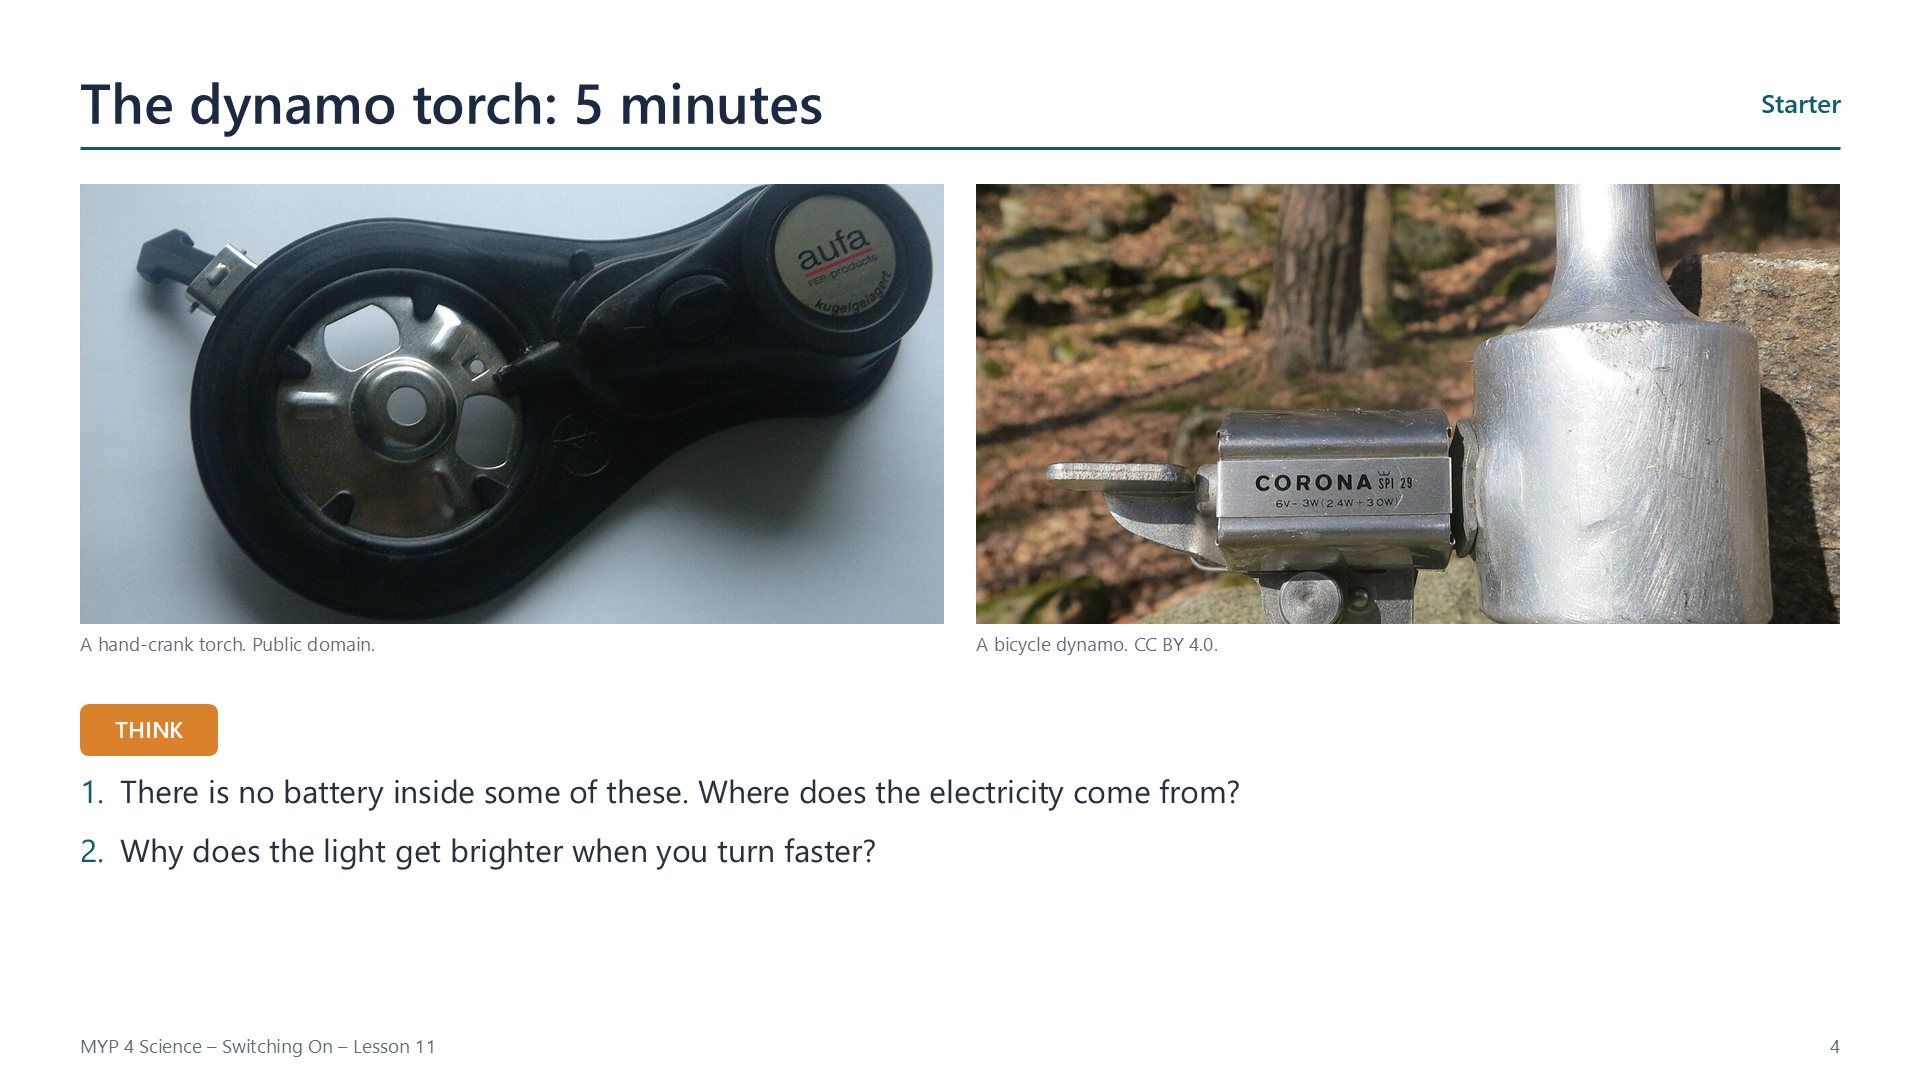 The dynamo torch: 5 minutes
Starter
aufa
FER-products
kugelgelagert
CORONA SPI 29
6V- 3W(2.4W+3.0W)
A hand-crank torch. Public domain.
A bicycle dynamo. CC BY 4.0.
THINK
1. There is no battery inside some of these. Where does the electricity come from?
2. Why does the light get brighter when you turn faster?
MYP 4 Science – Switching On – Lesson 11
4